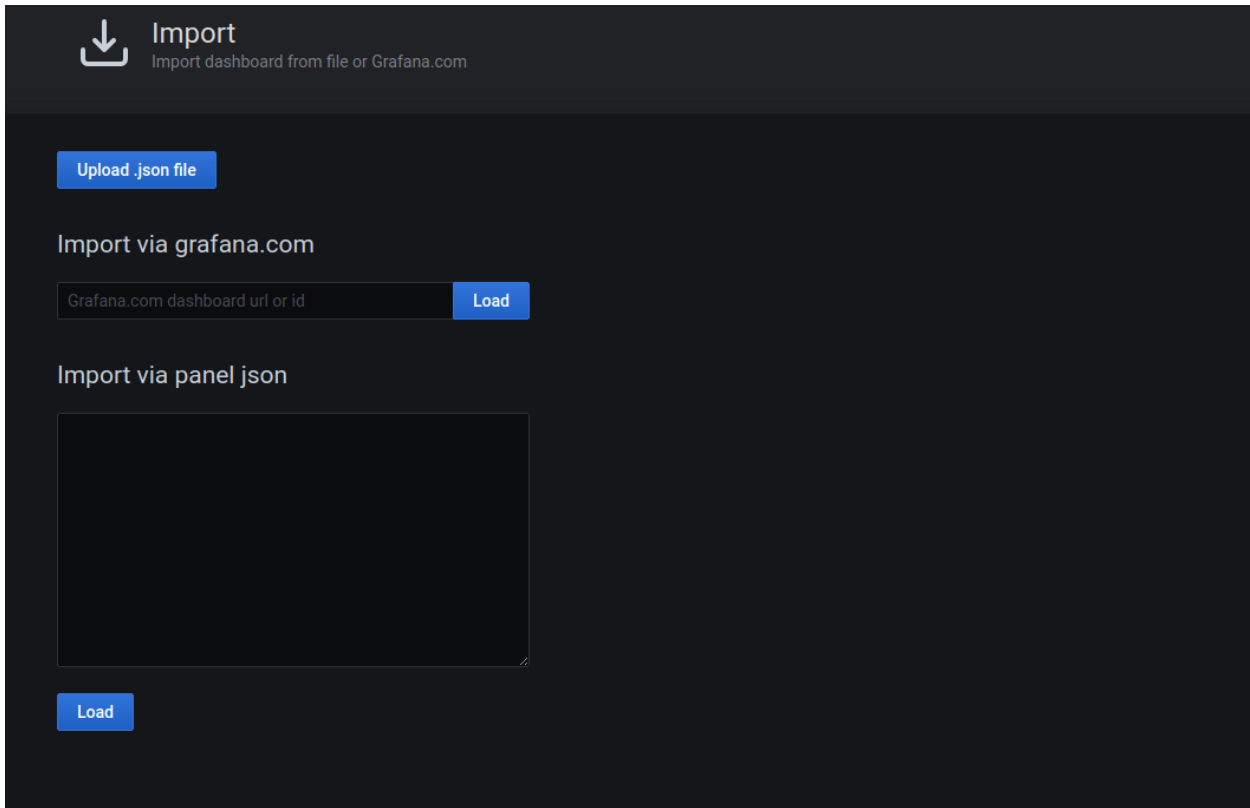 Import
Import dashboard from file or Grafana.com
Upload .json file
Import via grafana.com
Grafana.com dashboard url or id
Load
Import via panel json
Load